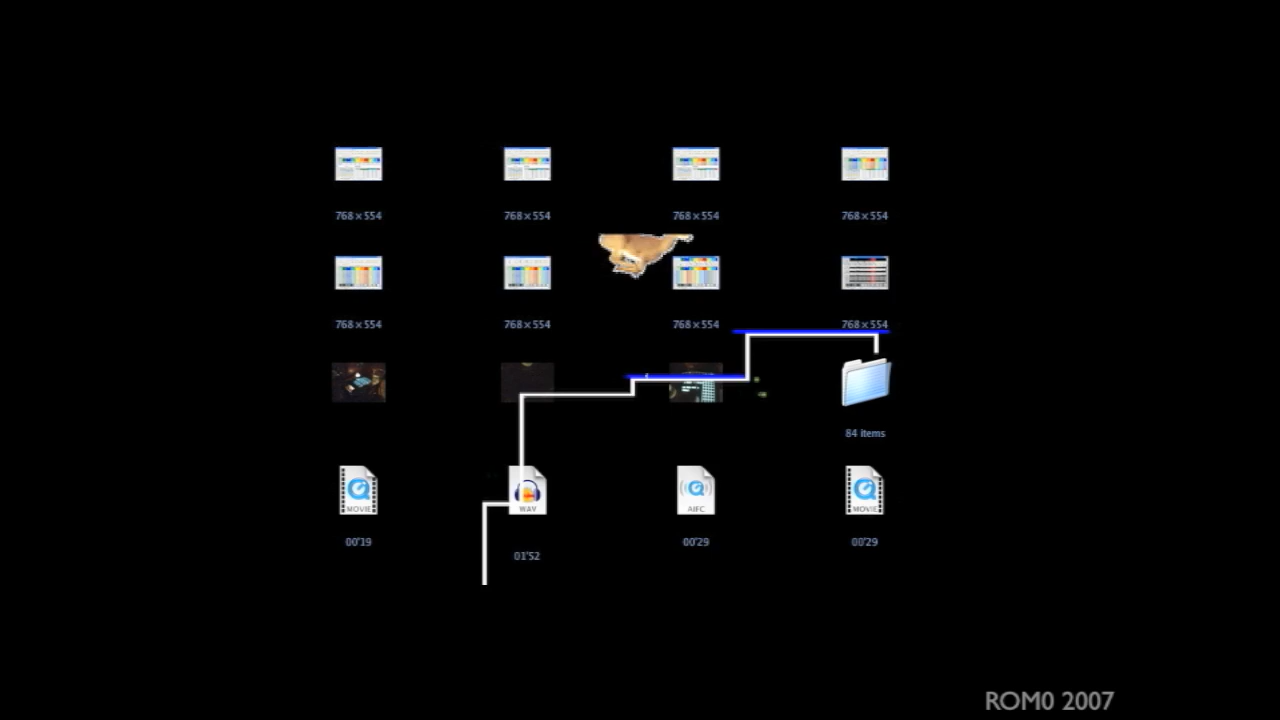 768 x 554 768 x 554 768 x 554 768 x 554
768 x 554 768 x 554 768 x 554 768 x 554
84 items
MOVIE WAV AIFC MOVIE
00'19 01'52 00'29 00'29
ROM0 2007